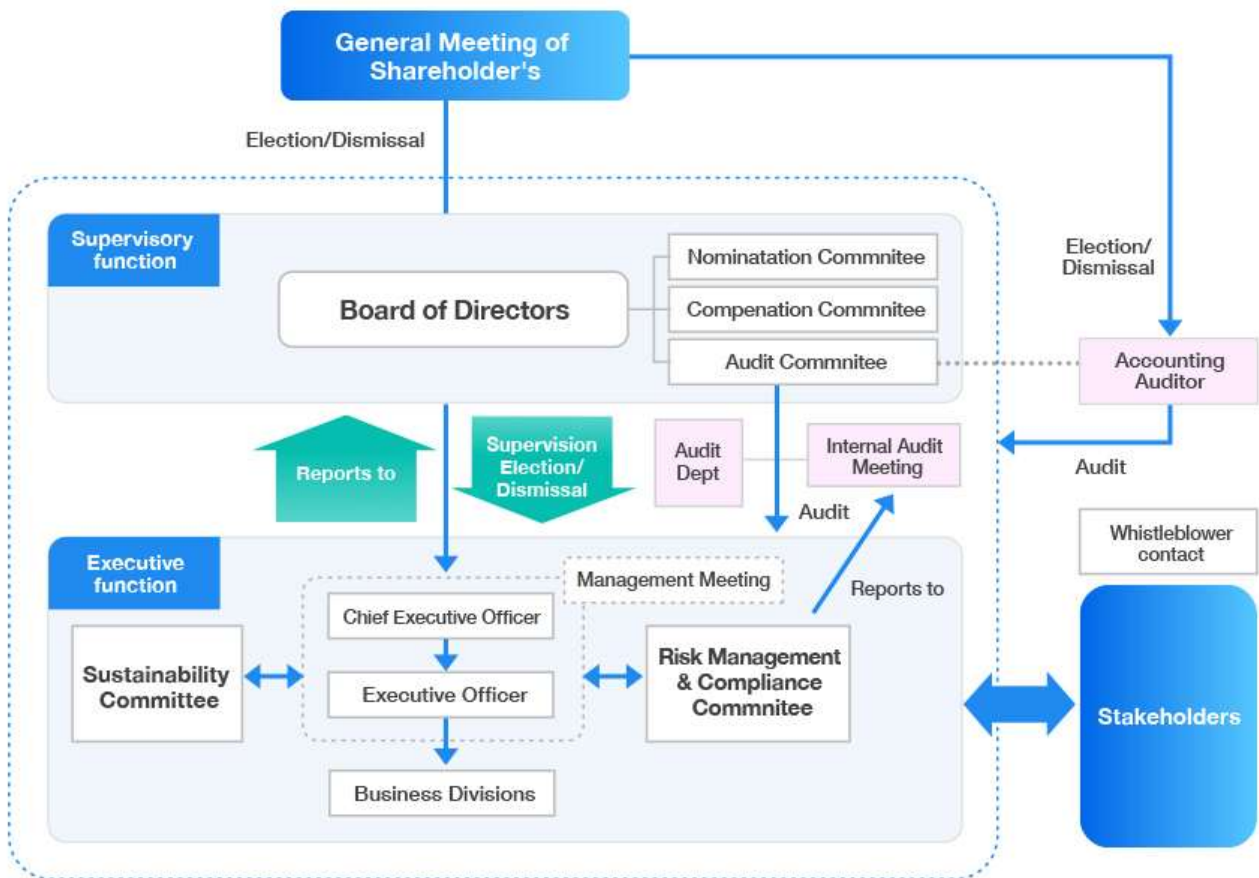 General Meeting of
Shareholder's
Election/Dismissal
Election/
Dismissal
Supervisory
function
Board of Directors
Nominatation Commnitee
Compenation Commnitee
Audit Commnitee
Accounting
Auditor
Audit
Reports to
Supervision
Election/
Dismissal
Audit
Dept
Internal Audit
Meeting
Audit
Reports to
Whistleblower
contact
Executive
function
Management Meeting
Chief Executive Officer
Executive Officer
Business Divisions
Sustainability
Committee
Risk Management
& Compliance
Commnitee
Stakeholders